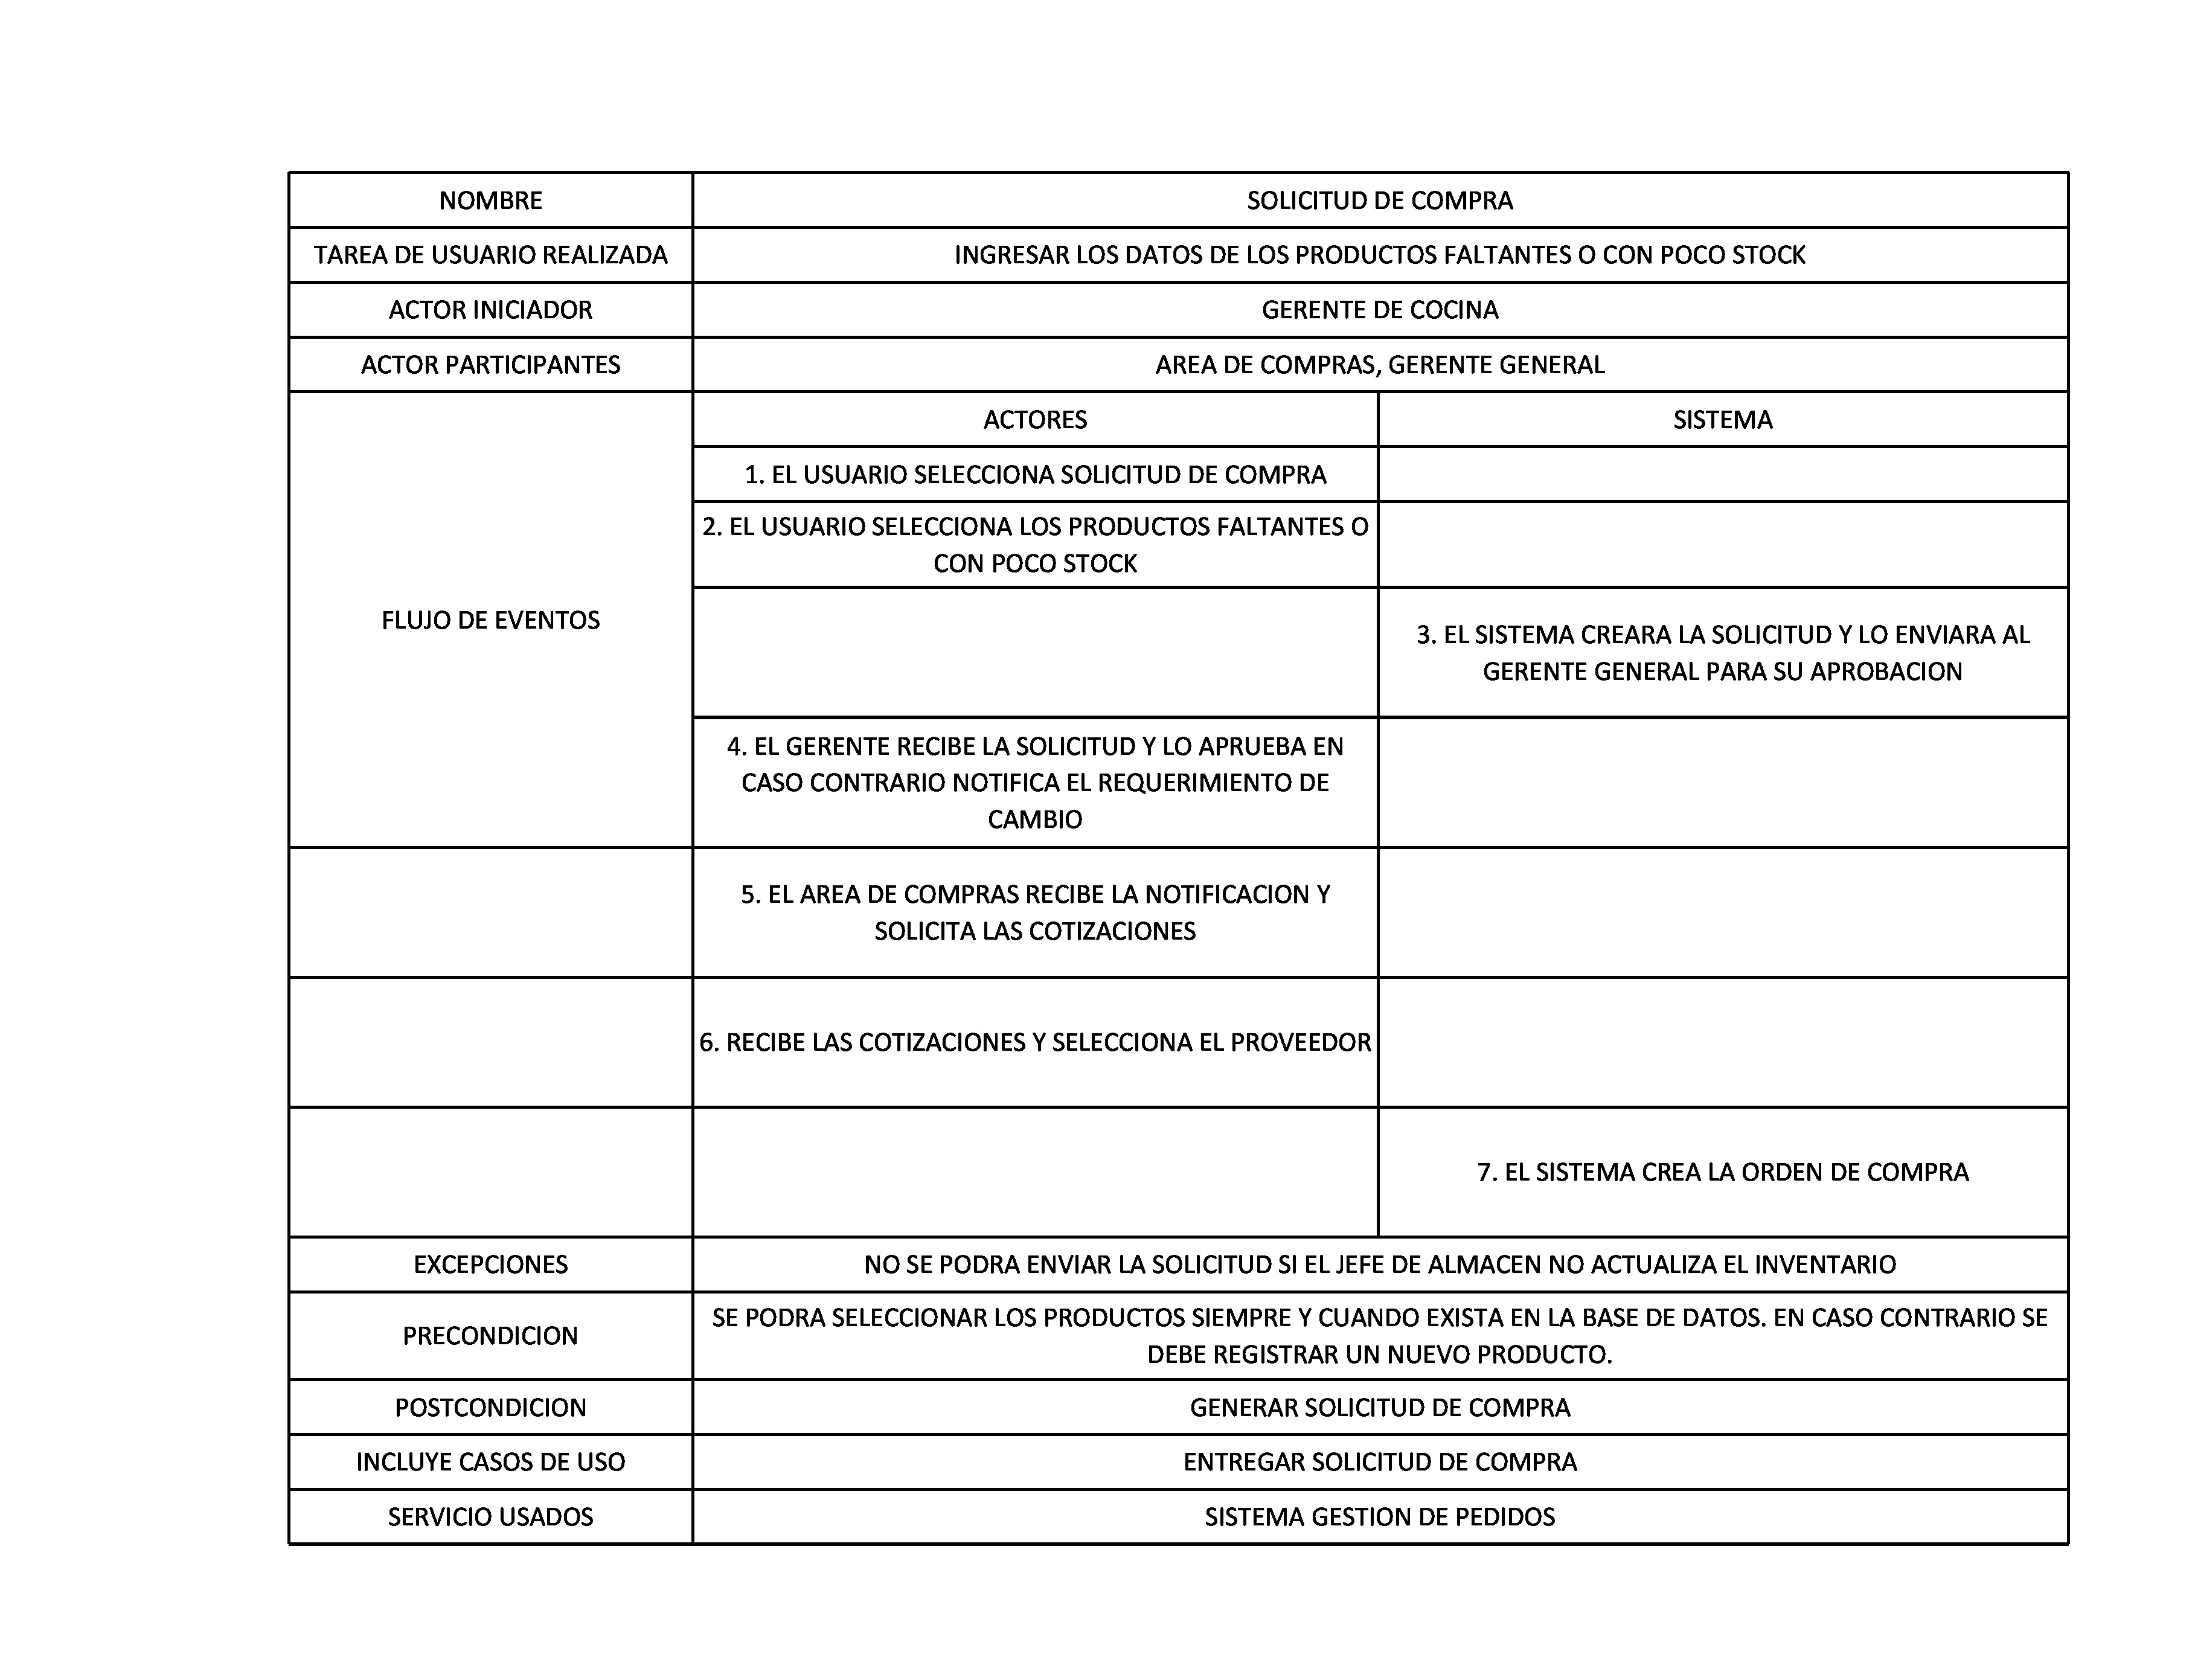 NOMBRE
SOLICITUD DE COMPRA
TAREA DE USUARIO REALIZADA
INGRESAR LOS DATOS DE LOS PRODUCTOS FALTANTES O CON POCO STOCK
ACTOR INICIADOR
GERENTE DE COCINA
ACTOR PARTICIPANTES
AREA DE COMPRAS, GERENTE GENERAL
FLUJO DE EVENTOS
ACTORES
SISTEMA
1. EL USUARIO SELECCIONA SOLICITUD DE COMPRA
2. EL USUARIO SELECCIONA LOS PRODUCTOS FALTANTES O
CON POCO STOCK
3. EL SISTEMA CREARA LA SOLICITUD Y LO ENVIARA AL
GERENTE GENERAL PARA SU APROBACION
4. EL GERENTE RECIBE LA SOLICITUD Y LO APRUEBA EN
CASO CONTRARIO NOTIFICA EL REQUERIMIENTO DE
CAMBIO
5. EL AREA DE COMPRAS RECIBE LA NOTIFICACION Y
SOLICITA LAS COTIZACIONES
6. RECIBE LAS COTIZACIONES Y SELECCIONA EL PROVEEDOR
7. EL SISTEMA CREA LA ORDEN DE COMPRA
EXCEPCIONES
NO SE PODRA ENVIAR LA SOLICITUD SI EL JEFE DE ALMACEN NO ACTUALIZA EL INVENTARIO
PRECONDICION
SE PODRA SELECCIONAR LOS PRODUCTOS SIEMPRE Y CUANDO EXISTA EN LA BASE DE DATOS. EN CASO CONTRARIO SE
DEBE REGISTRAR UN NUEVO PRODUCTO.
POSTCONDICION
GENERAR SOLICITUD DE COMPRA
INCLUYE CASOS DE USO
ENTREGAR SOLICITUD DE COMPRA
SERVICIO USADOS
SISTEMA GESTION DE PEDIDOS